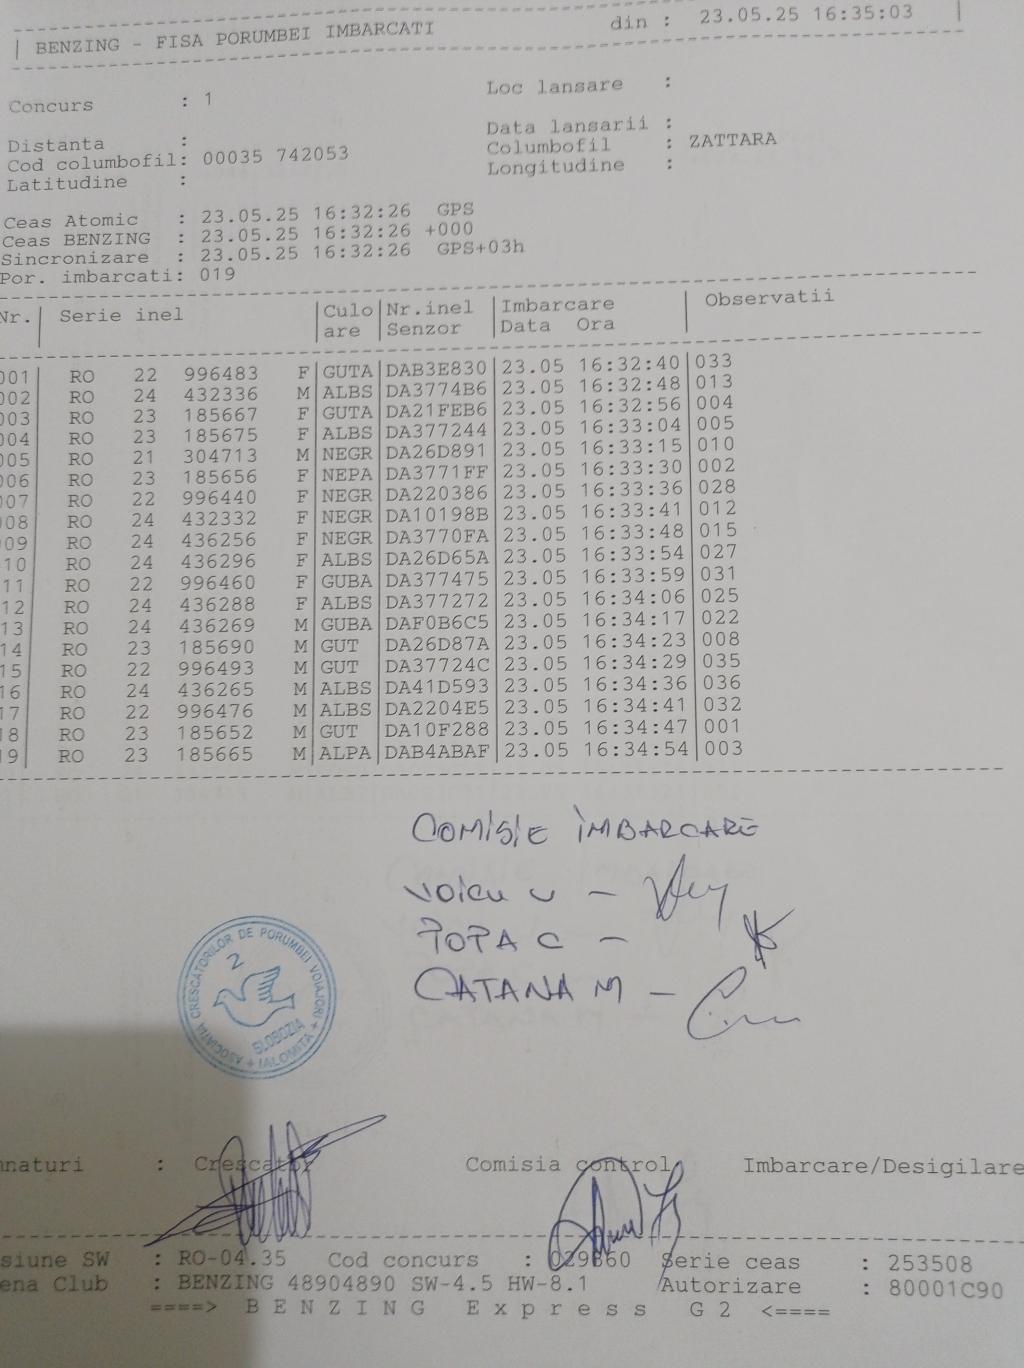 BENZING - FISA PORUMBEI IMBARCATI din : 23.05.25 16:35:03
Concurs : 1 Loc lansare :
Distanta : Data lansarii :
Cod columbofil: 00035 742053 Columbofil : ZATTARA
Latitudine : Longitudine :
Ceas Atomic : 23.05.25 16:32:26 GPS
Ceas BENZING : 23.05.25 16:32:26 +000
Sincronizare : 23.05.25 16:32:26 GPS+03h
Por. imbarcati: 019
Nr. | Serie inel | Culo | Nr.inel | Imbarcare | Observatii
are | Senzor | Data Ora
001 | RO 22 996483 F | GUTA | DAB3E830 | 23.05 16:32:40 | 033
002 | RO 24 432336 M | ALBS | DA3774B6 | 23.05 16:32:48 | 013
003 | RO 23 185667 F | GUTA | DA21FEB6 | 23.05 16:32:56 | 004
004 | RO 23 185675 F | ALBS | DA377244 | 23.05 16:33:04 | 005
005 | RO 21 304713 M | NEGR | DA26D891 | 23.05 16:33:15 | 010
006 | RO 23 185656 F | NEPA | DA3771FF | 23.05 16:33:30 | 002
007 | RO 22 996440 F | NEGR | DA220386 | 23.05 16:33:36 | 028
008 | RO 24 432332 F | NEGR | DA10198B | 23.05 16:33:41 | 012
009 | RO 24 436256 F | NEGR | DA3770FA | 23.05 16:33:48 | 015
10 | RO 24 436296 F | ALBS | DA26D65A | 23.05 16:33:54 | 027
11 | RO 22 996460 F | GUBA | DA377475 | 23.05 16:33:59 | 031
12 | RO 24 436288 F | ALBS | DA377272 | 23.05 16:34:06 | 025
13 | RO 24 436269 M | GUBA | DAF0B6C5 | 23.05 16:34:17 | 022
14 | RO 23 185690 M | GUT | DA26D87A | 23.05 16:34:23 | 008
15 | RO 22 996493 M | GUT | DA37724C | 23.05 16:34:29 | 035
16 | RO 24 436265 M | ALBS | DA41D593 | 23.05 16:34:36 | 036
17 | RO 22 996476 M | ALBS | DA2204E5 | 23.05 16:34:41 | 032
18 | RO 23 185652 M | GUT | DA10F288 | 23.05 16:34:47 | 001
19 | RO 23 185665 M | ALPA | DAB4ABAF | 23.05 16:34:54 | 003
COMISIE IMBARCARE
VOICU V -
POPA C -
CATANA M -
ASOCIATIA CRESCATORILOR DE PORUMBEI VOIAJORI + IALOMITA +
2
SLOBOZIA
naturi : Crescator Comisia control Imbarcare/Desigilare
siune SW : RO-04.35 Cod concurs : 029860 Serie ceas : 253508
ena Club : BENZING 48904890 SW-4.5 HW-8.1 Autorizare : 80001C90
====> B E N Z I N G E x p r e s s G 2 <====